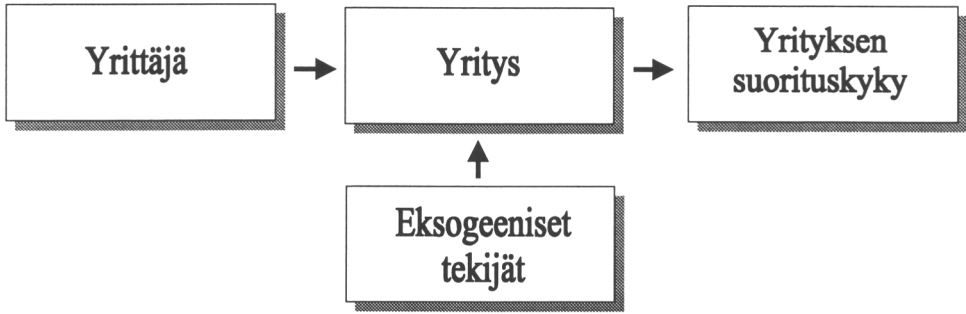 Yrittäjä
Yritys
Yrityksen
suorituskyky
Eksogeeniset
tekijät